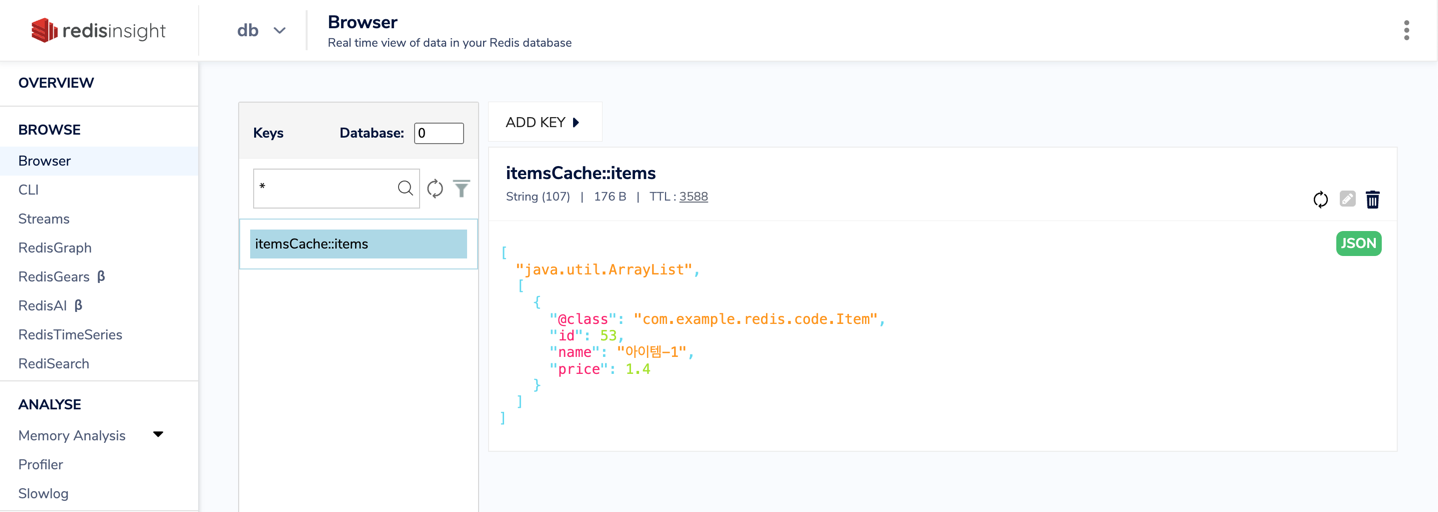 redisinsight
db
Browser
Real time view of data in your Redis database
OVERVIEW
BROWSE
Browser
CLI
Streams
RedisGraph
RedisGears β
RedisAI β
RedisTimeSeries
RediSearch
ANALYSE
Memory Analysis
Profiler
Slowlog
Keys Database: 0
*
itemsCache::items
ADD KEY
itemsCache::items
String (107) | 176 B | TTL : 3588
JSON
[
"java.util.ArrayList",
[
{
"@class": "com.example.redis.code.Item",
"id": 53,
"name": "아이템-1",
"price": 1.4
}
]
]